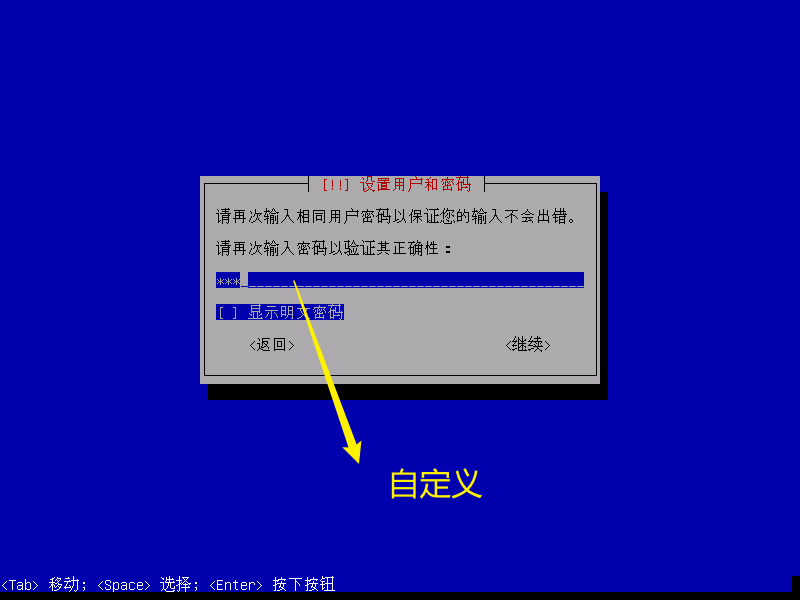 [!!] 设置用户和密码
请再次输入相同用户密码以保证您的输入不会出错。
请再次输入密码以验证其正确性：
***
[ ] 显示明文密码
<返回> <继续>
自定义
<Tab> 移动; <Space> 选择; <Enter> 按下按钮